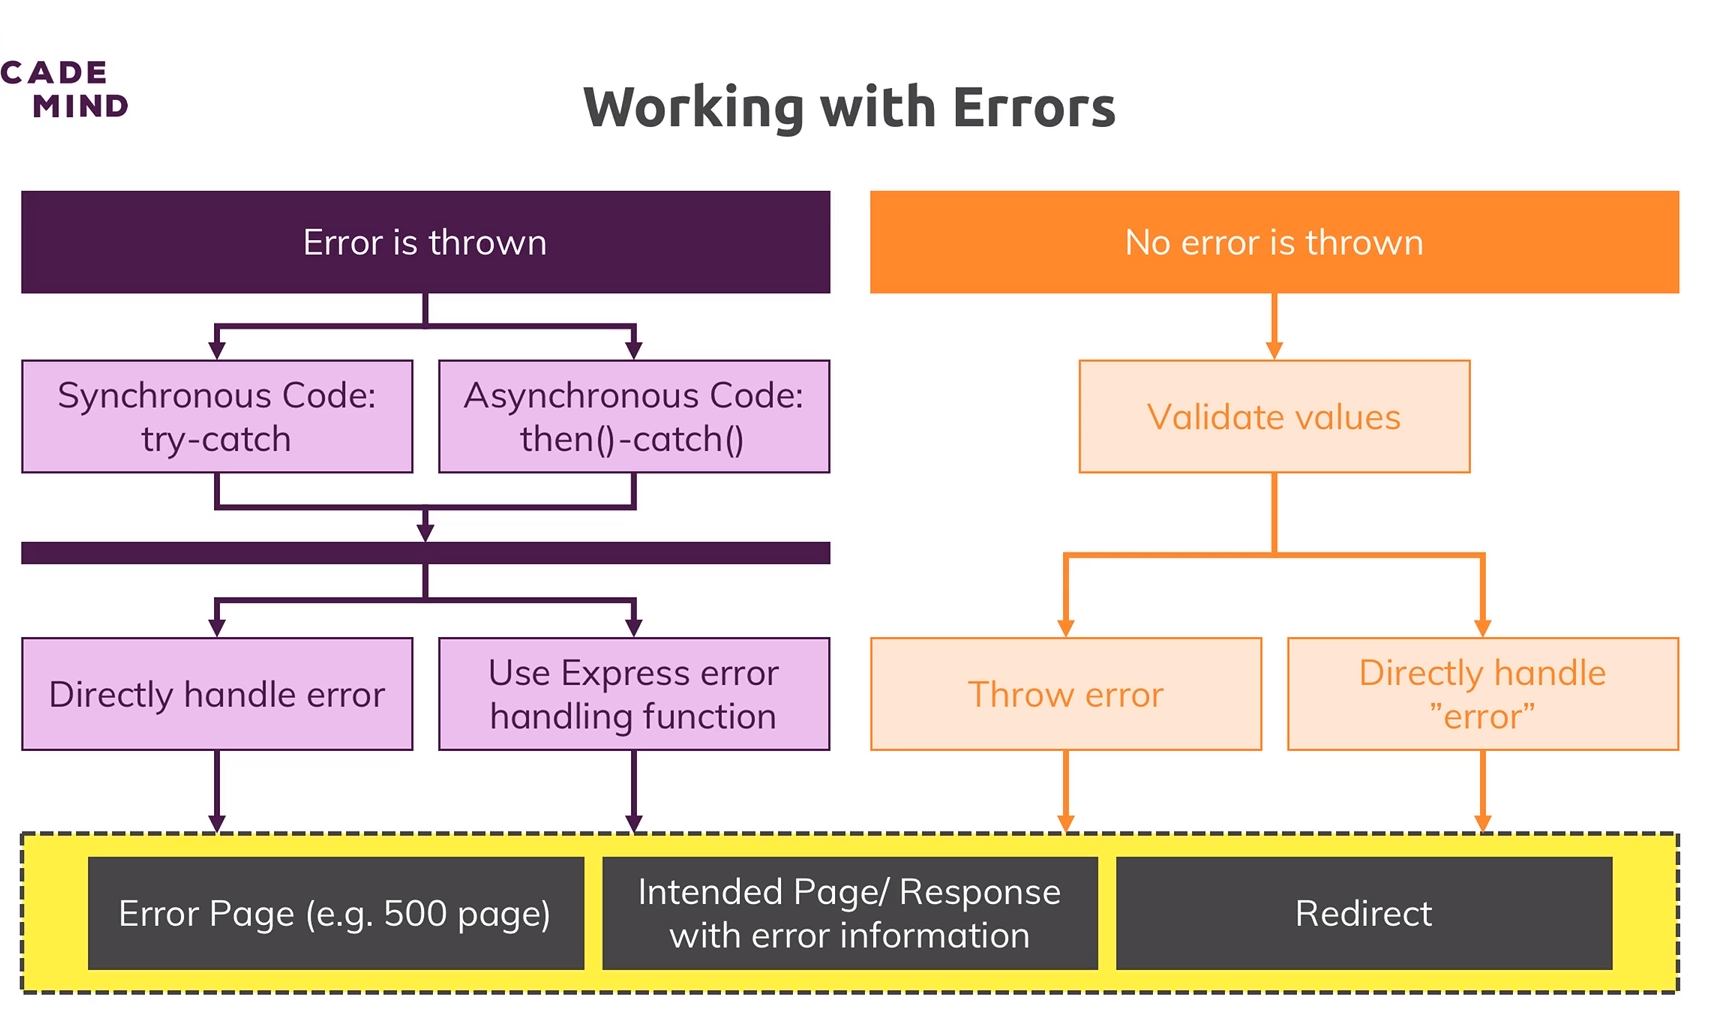 CADE
MIND
Working with Errors
Error is thrown
No error is thrown
Synchronous Code:
try-catch
Asynchronous Code:
then()-catch()
Validate values
Directly handle error
Use Express error
handling function
Throw error
Directly handle
”error”
Error Page (e.g. 500 page)
Intended Page/ Response
with error information
Redirect